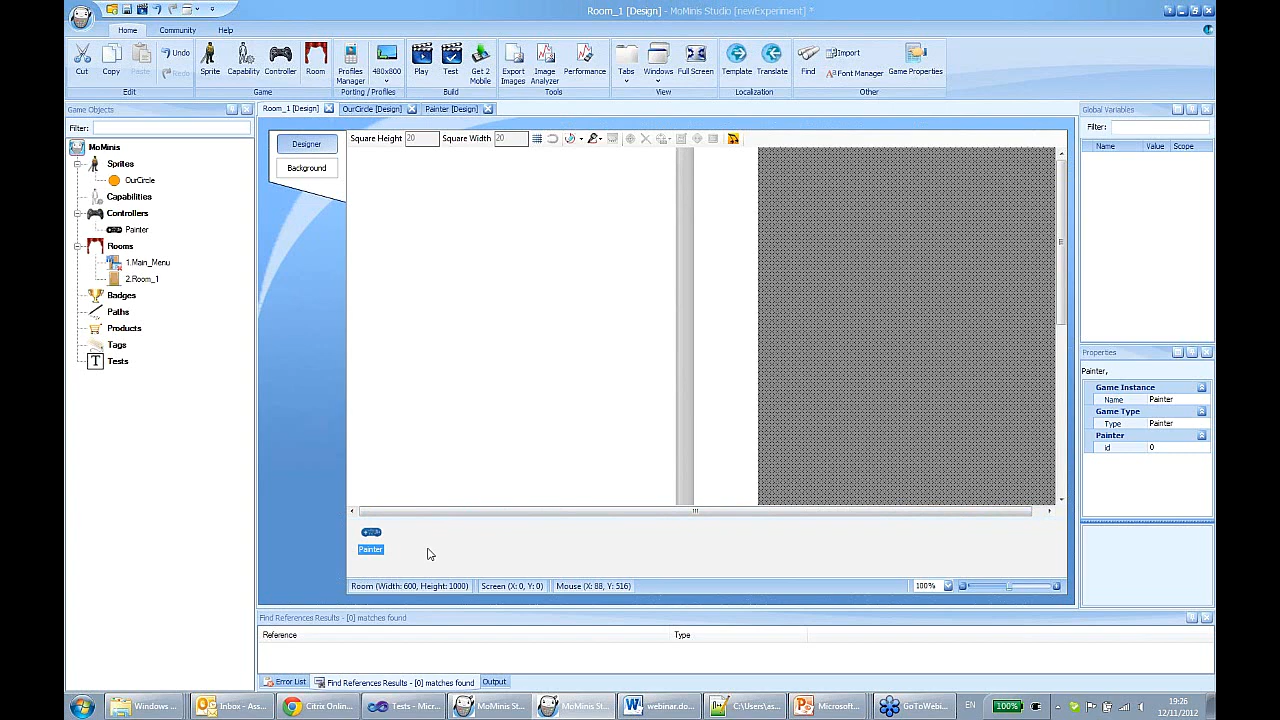 Room_1 [Design] - MoMinis Studio [newExperiment] *
Home Community Help
Cut Copy Paste Undo Redo Sprite Capability Controller Room Profiles Manager 480x800 Play Test Get 2 Mobile Export Images Image Analyzer Performance Tabs Windows Full Screen Template Translate Find Import Font Manager Game Properties
Edit Game Porting / Profiles Build Tools View Localization Other
Game Objects
Filter:
MoMinis
Sprites
OurCircle
Capabilities
Controllers
Painter
Rooms
1.Main_Menu
2.Room_1
Badges
Paths
Products
Tags
T Tests
Room_1 [Design] OurCircle [Design] Painter [Design]
Designer
Background
Square Height 20 Square Width 20
Painter
Room (Width: 600, Height: 1000) Screen (X: 0, Y: 0) Mouse (X: 88, Y: 516) 100%
Find References Results - [0] matches found
Reference Type
Error List Find References Results - [0] matches found Output
Global Variables
Filter:
Name Value Scope
Properties
Painter,
Game Instance
Name Painter
Game Type
Type Painter
Painter
id 0
Windows ... Inbox - Ass... Citrix Onlin... Tests - Micr... MoMinis St... MoMinis St... webinar.do... C:\Users\as... Microsoft... GoToWebi... 100% EN 19:26
12/11/2012